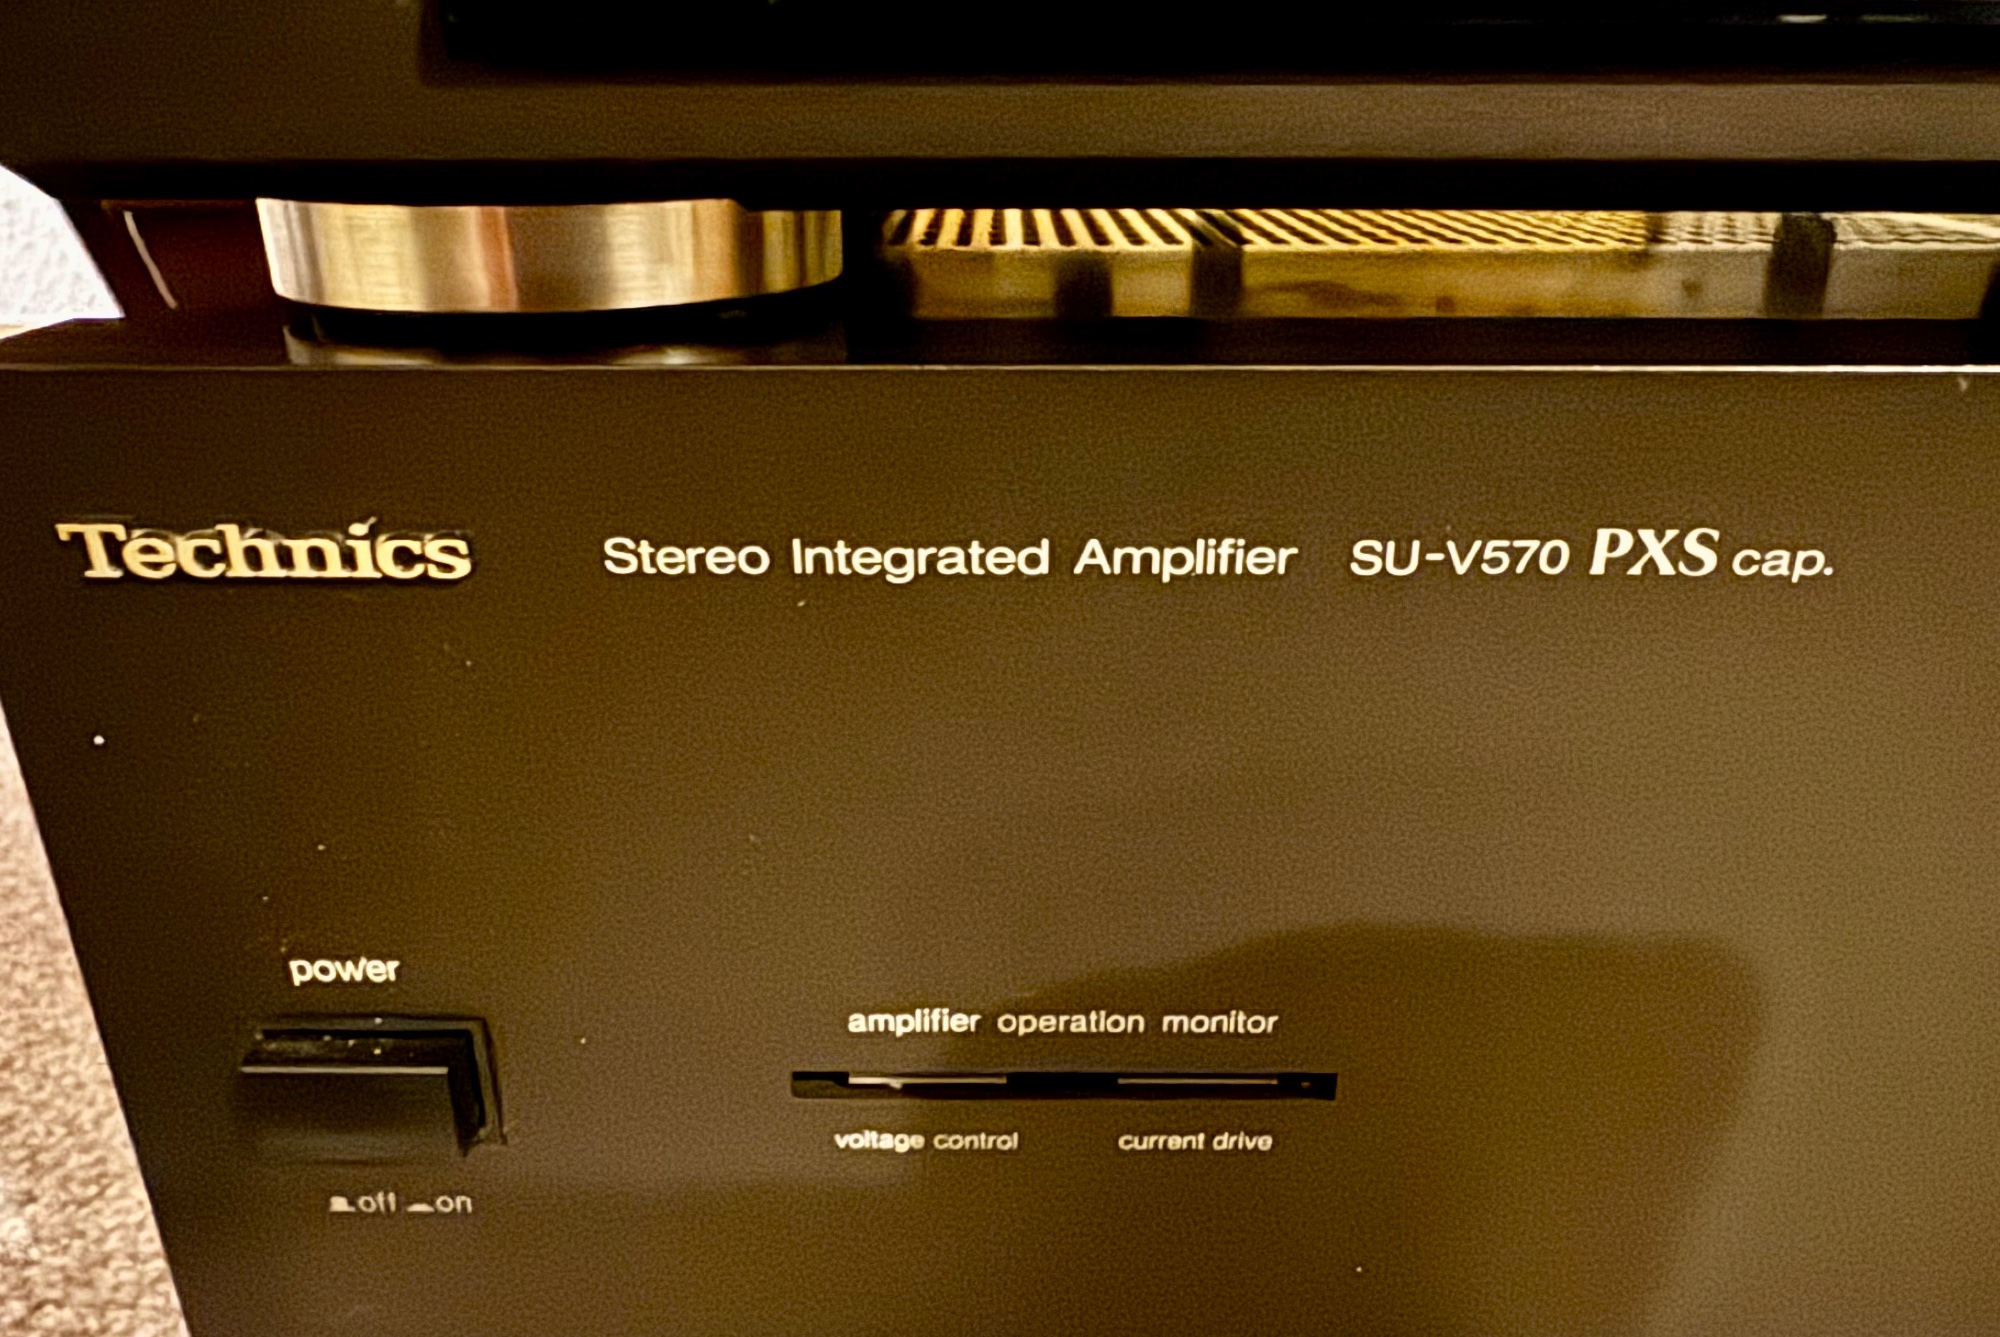 Technics Stereo Integrated Amplifier SU-V570 PXS cap.
power
amplifier operation monitor
voltage control current drive
off on